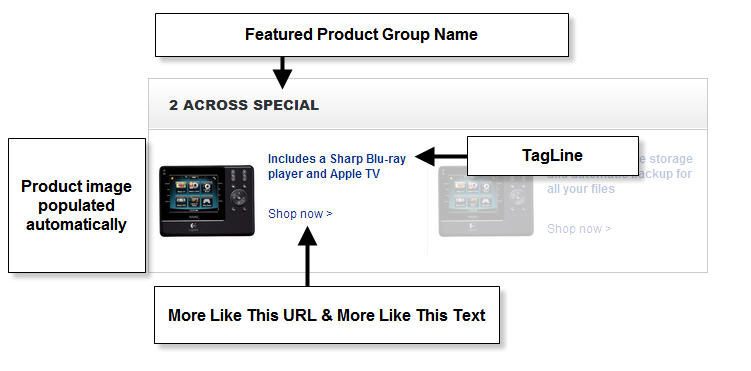 Featured Product Group Name
2 ACROSS SPECIAL
Product image
populated
automatically
Includes a Sharp Blu-ray
player and Apple TV
Shop now >
TagLine
storage
backup for
all your files
Shop now >
More Like This URL & More Like This Text